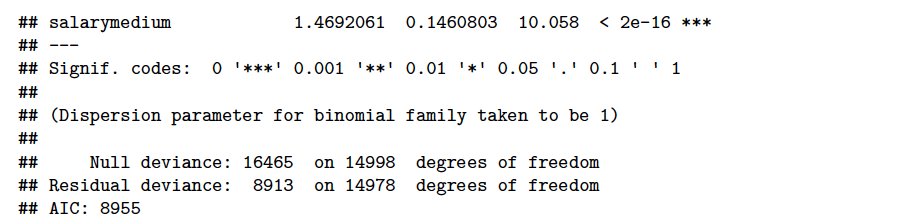 ## salarymedium 1.4692061 0.1460803 10.058 < 2e-16 ***
## ---
## Signif. codes: 0 '***' 0.001 '**' 0.01 '*' 0.05 '.' 0.1 ' ' 1
##
## (Dispersion parameter for binomial family taken to be 1)
##
## Null deviance: 16465 on 14998 degrees of freedom
## Residual deviance: 8913 on 14978 degrees of freedom
## AIC: 8955